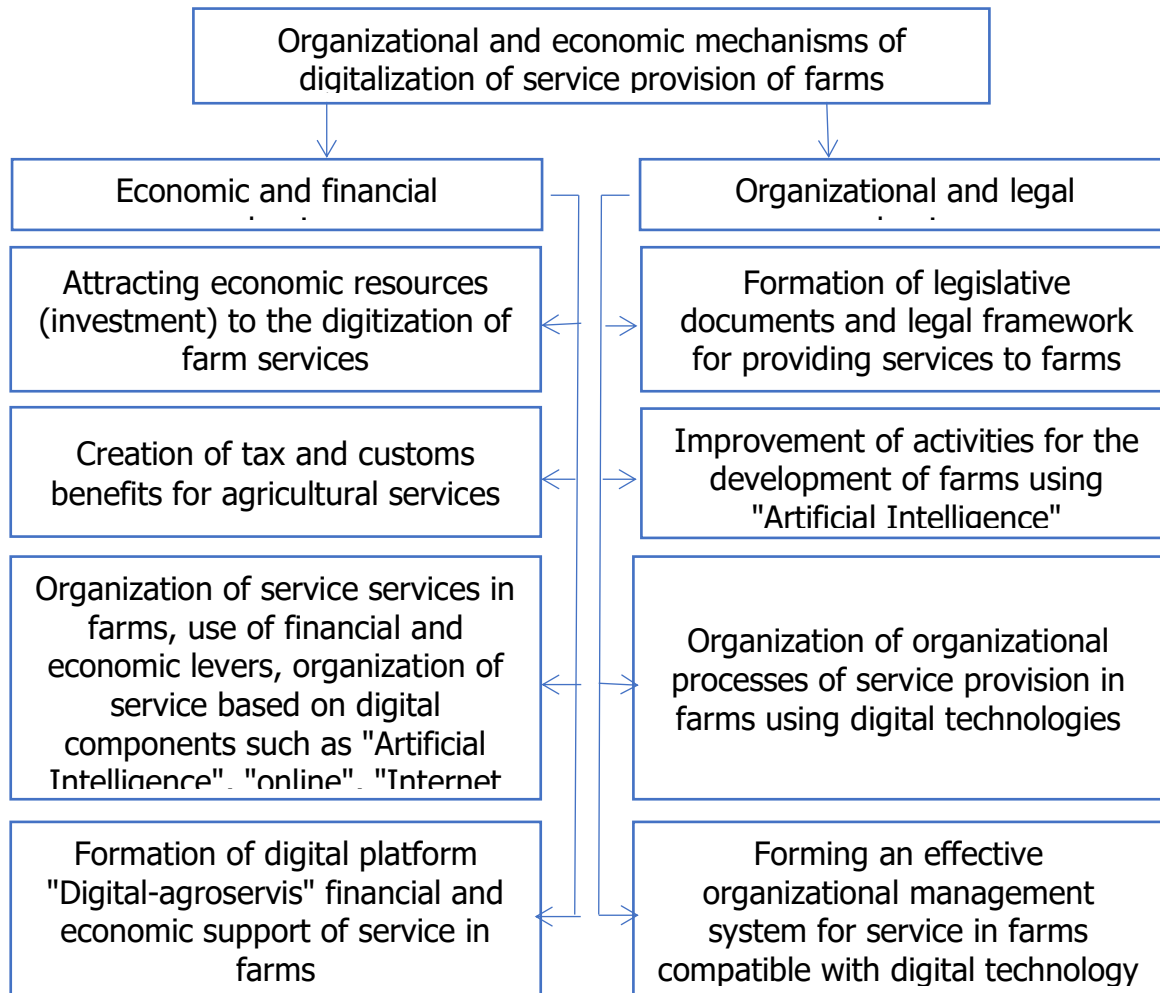 Organizational and economic mechanisms of
digitalization of service provision of farms
Economic and financial
Organizational and legal
Attracting economic resources
(investment) to the digitization of
farm services
Formation of legislative
documents and legal framework
for providing services to farms
Creation of tax and customs
benefits for agricultural services
Improvement of activities for the
development of farms using
"Artificial Intelligence"
Organization of service services in
farms, use of financial and
economic levers, organization of
service based on digital
components such as "Artificial
Intelligence", "online", "Internet
Organization of organizational
processes of service provision in
farms using digital technologies
Formation of digital platform
"Digital-agroservis" financial and
economic support of service in
farms
Forming an effective
organizational management
system for service in farms
compatible with digital technology